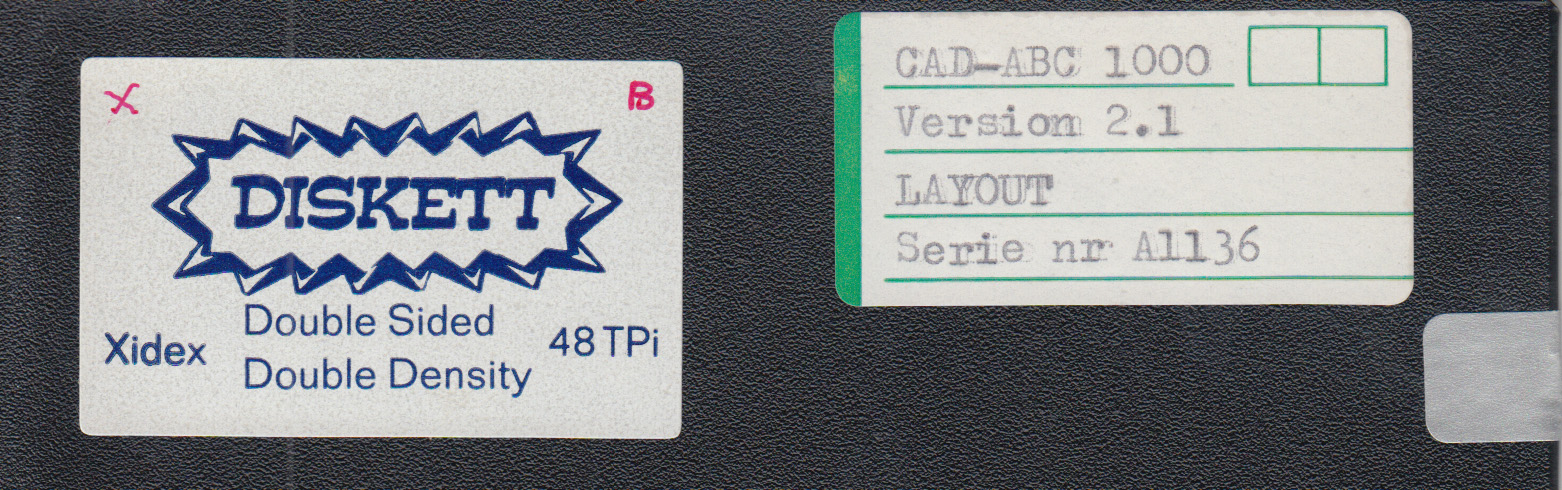 X B
DISKETT
Double Sided
Xidex 48 TPi
Double Density
CAD-ABC 1000
Version 2.1
LAYOUT
Serie nr A1136